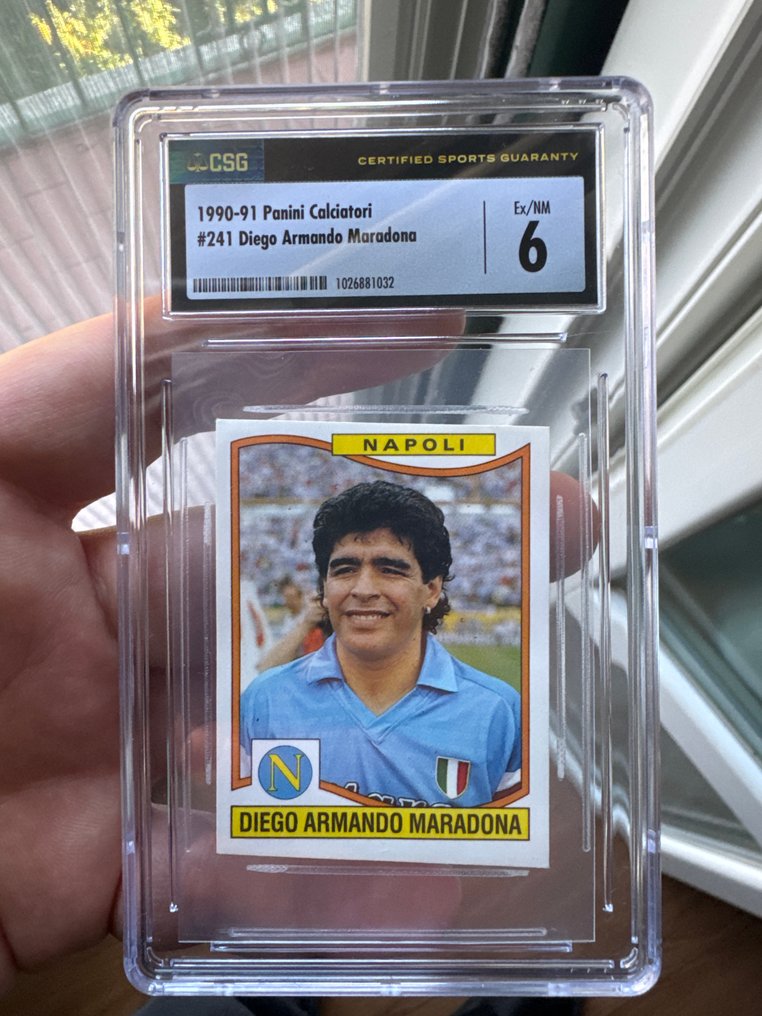 CSG
CERTIFIED SPORTS GUARANTY
1990-91 Panini Calciatori
#241 Diego Armando Maradona
Ex/NM
6
1026881032
NAPOLI
N
DIEGO ARMANDO MARADONA